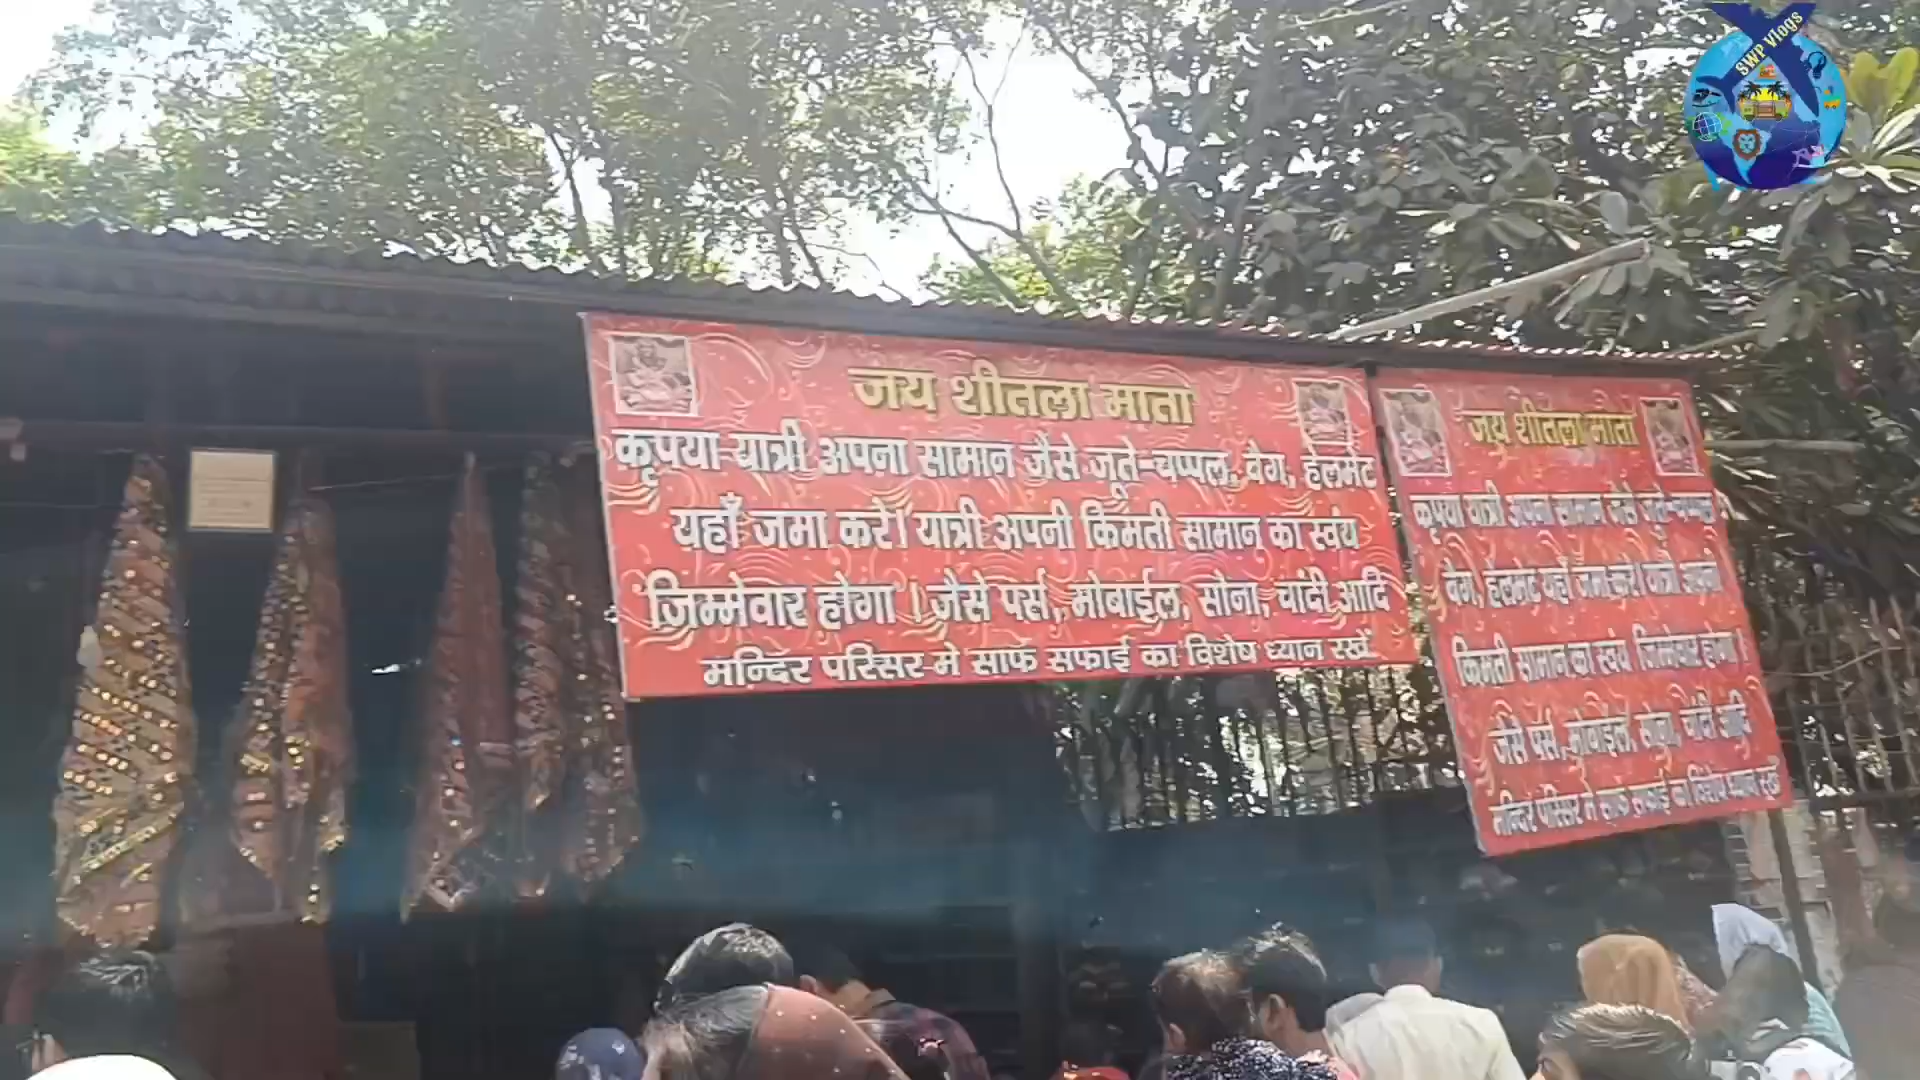 SWP Vlogs
जय शीतला माता
कृपया यात्री अपना सामान जैसे जूते-चप्पल, वेग, हेलमेट
यहाँ जमा करे। यात्री अपनी किमती सामान का स्वंय
जिम्मेवार होगा । जैसे पर्स, मोबाईल, सोना, चांदी आदि
मन्दिर परिसर मे साफ सफाई का विशेष ध्यान रखें
जय शीतला माता
कृपया यात्री अपना सामान जैसे जूते-चप्पल
वेग, हेलमेट यहाँ जमा करे। यात्री अपनी
किमती सामान का स्वंय जिम्मेवार होगा ।
जैसे पर्स, मोबाईल, सोना, चांदी आदि
मन्दिर परिसर मे साफ सफाई का विशेष ध्यान रखें